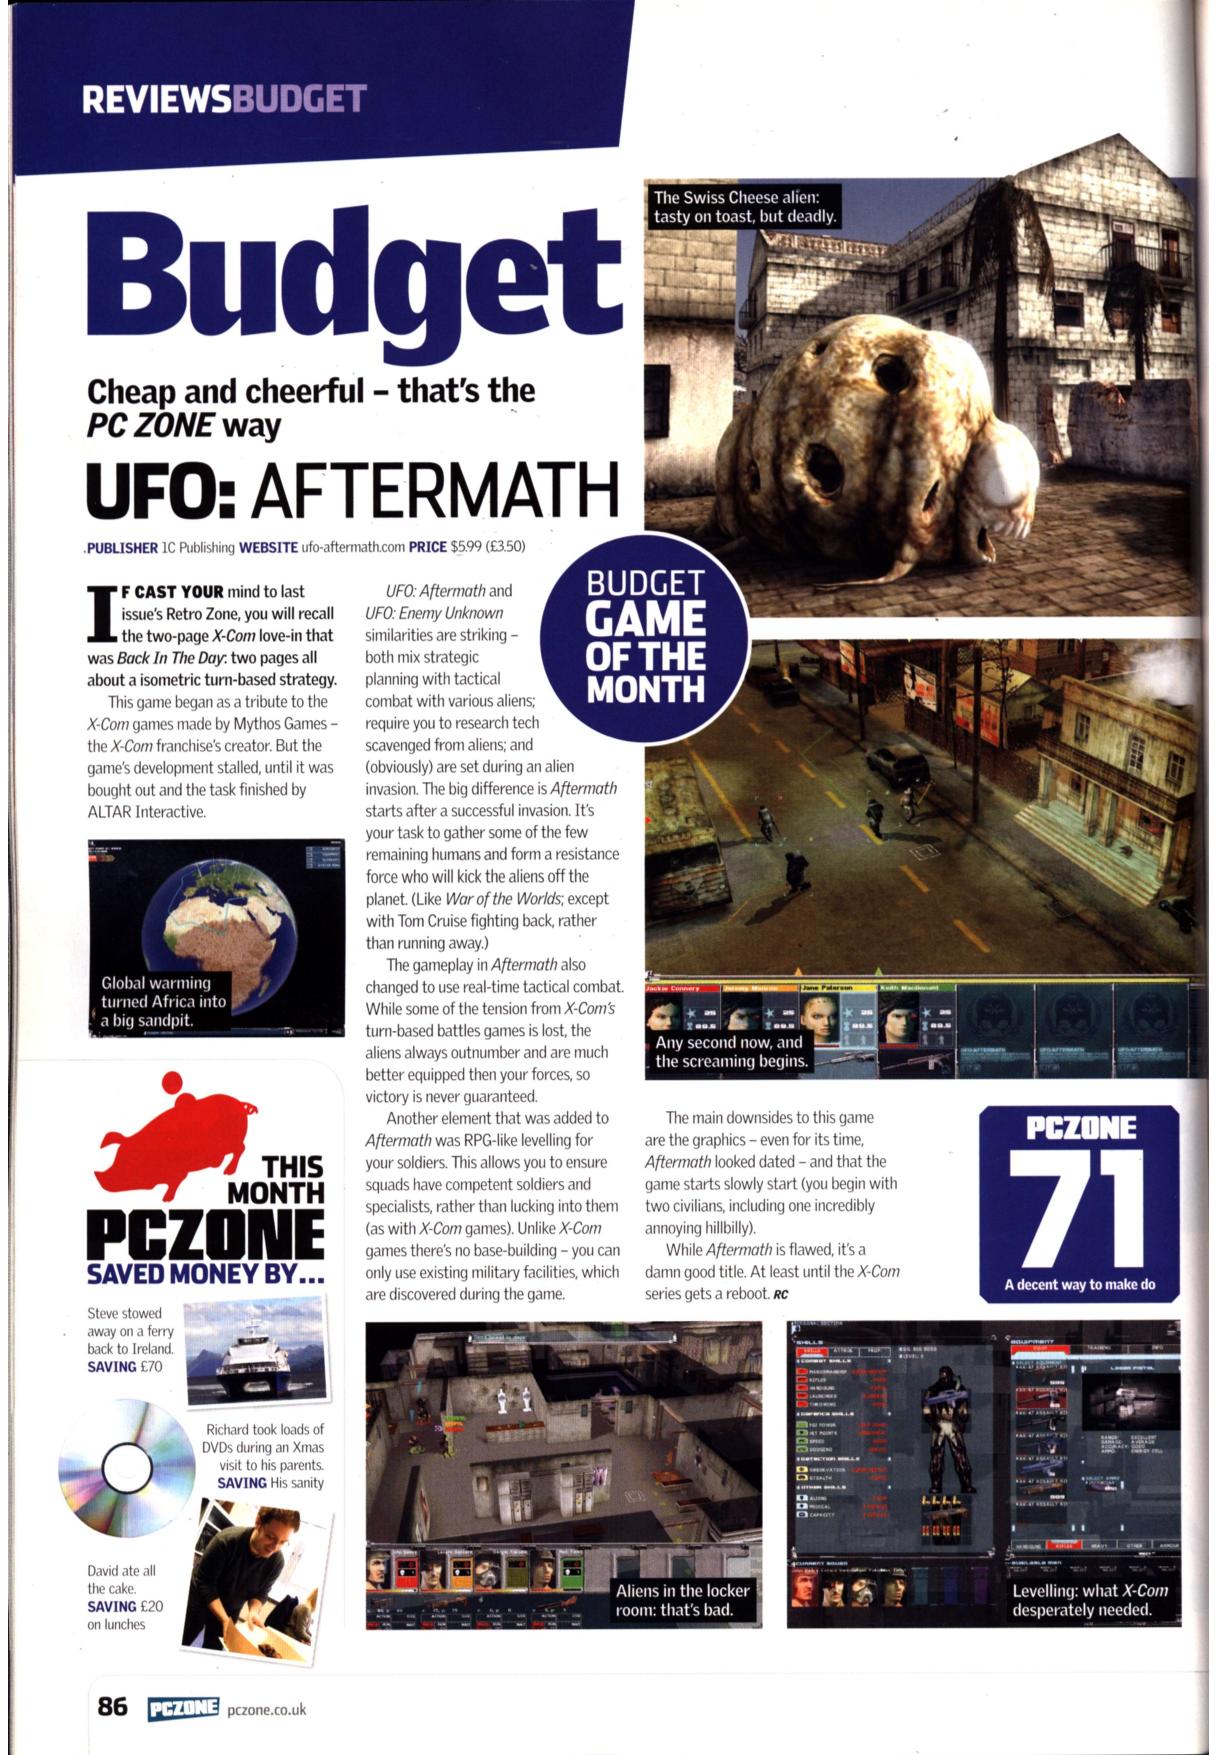 REVIEWSBUDGET
Budget
Cheap and cheerful – that's the
PC ZONE way
UFO: AFTERMATH
PUBLISHER 1C Publishing WEBSITE ufo-aftermath.com PRICE $5.99 (£3.50)
IF CAST YOUR mind to last
issue's Retro Zone, you will recall
the two-page X-Com love-in that
was Back In The Day: two pages all
about a isometric turn-based strategy.
This game began as a tribute to the
X-Com games made by Mythos Games –
the X-Com franchise's creator. But the
game's development stalled, until it was
bought out and the task finished by
ALTAR Interactive.
Global warming
turned Africa into
a big sandpit.
UFO: Aftermath and
UFO: Enemy Unknown
similarities are striking –
both mix strategic
planning with tactical
combat with various aliens;
require you to research tech
scavenged from aliens; and
(obviously) are set during an alien
invasion. The big difference is Aftermath
starts after a successful invasion. It's
your task to gather some of the few
remaining humans and form a resistance
force who will kick the aliens off the
planet. (Like War of the Worlds; except
with Tom Cruise fighting back, rather
than running away.)
The gameplay in Aftermath also
changed to use real-time tactical combat.
While some of the tension from X-Com's
turn-based battles games is lost, the
aliens always outnumber and are much
better equipped then your forces, so
victory is never guaranteed.
Another element that was added to
Aftermath was RPG-like levelling for
your soldiers. This allows you to ensure
squads have competent soldiers and
specialists, rather than lucking into them
(as with X-Com games). Unlike X-Com
games there's no base-building – you can
only use existing military facilities, which
are discovered during the game.
BUDGET
GAME
OF THE
MONTH
The Swiss Cheese alien:
tasty on toast, but deadly.
Jackie Connery
Jane Paterson
Keith Macdonald
Any second now, and
the screaming begins.
The main downsides to this game
are the graphics – even for its time,
Aftermath looked dated – and that the
game starts slowly start (you begin with
two civilians, including one incredibly
annoying hillbilly).
While Aftermath is flawed, it's a
damn good title. At least until the X-Com
series gets a reboot. RC
PCZONE
71
A decent way to make do
THIS
MONTH
PCZONE
SAVED MONEY BY...
Steve stowed
away on a ferry
back to Ireland.
SAVING £70
Richard took loads of
DVDs during an Xmas
visit to his parents.
SAVING His sanity
David ate all
the cake.
SAVING £20
on lunches
Aliens in the locker
room: that's bad.
SKILLS
EQUIPMENT
Levelling: what X-Com
desperately needed.
86 PCZONE pczone.co.uk